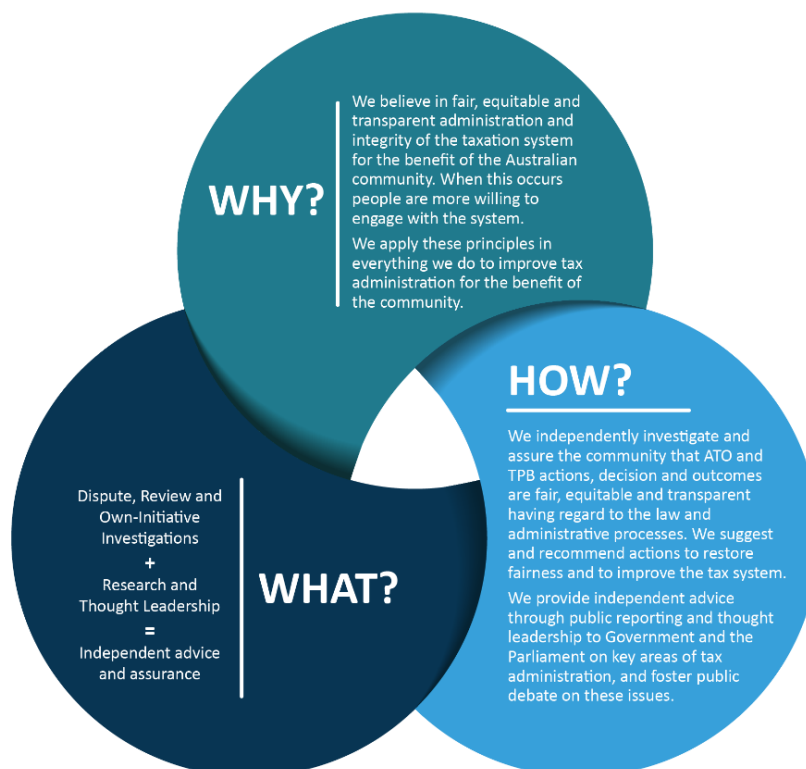 WHY?
We believe in fair, equitable and
transparent administration and
integrity of the taxation system
for the benefit of the Australian
community. When this occurs
people are more willing to
engage with the system.
We apply these principles in
everything we do to improve tax
administration for the benefit of
the community.
HOW?
We independently investigate and
assure the community that ATO and
TPB actions, decision and outcomes
are fair, equitable and transparent
having regard to the law and
administrative processes. We suggest
and recommend actions to restore
fairness and to improve the tax system.
We provide independent advice
through public reporting and thought
leadership to Government and the
Parliament on key areas of tax
administration, and foster public
debate on these issues.
WHAT?
Dispute, Review and
Own-Initiative
Investigations
+
Research and
Thought Leadership
=
Independent advice
and assurance